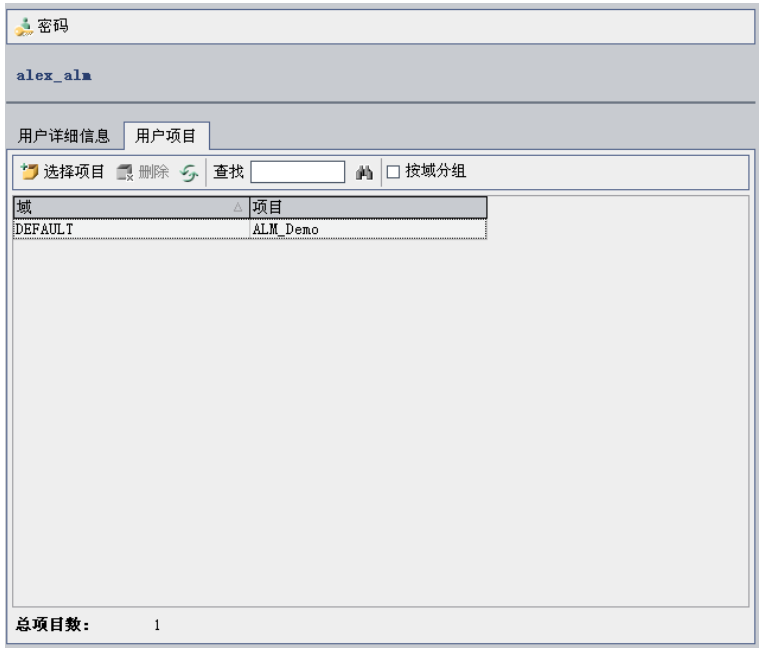 密码
alex_alm
用户详细信息 用户项目
选择项目 删除 查找 按域分组
域 项目
DEFAULT ALM_Demo
总项目数： 1